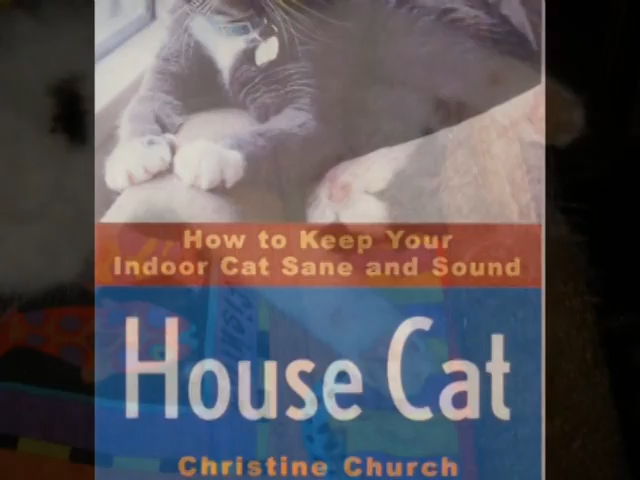 How to Keep Your
Indoor Cat Sane and Sound
House Cat
Christine Church